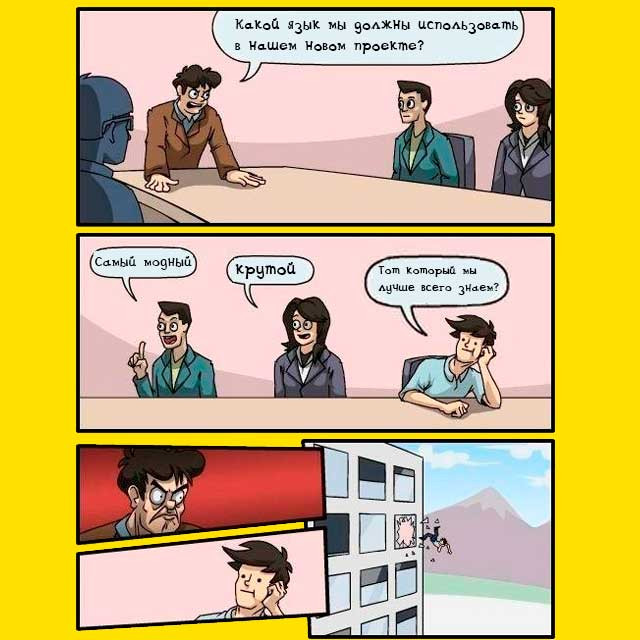 Какой язык мы должны использовать
в нашем новом проекте?
Самый модный
крутой
Тот который мы
лучше всего знаем?